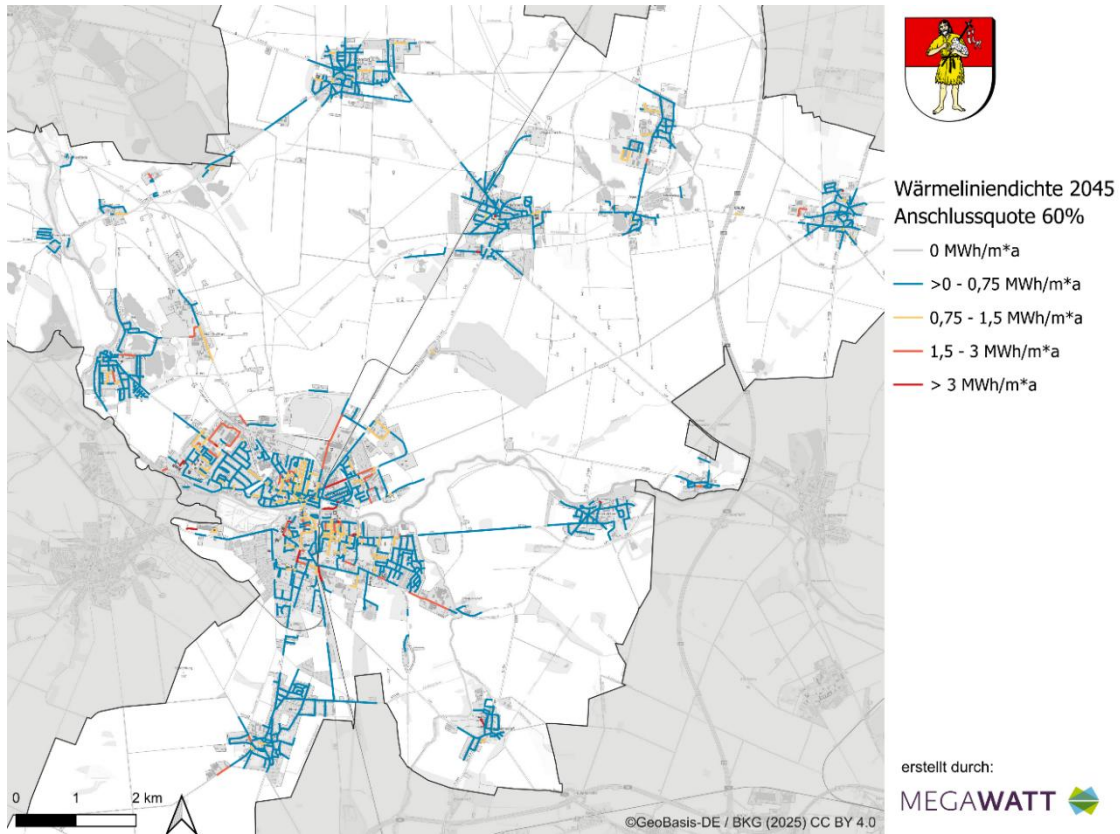 Wärmeliniendichte 2045
Anschlussquote 60%
0 MWh/m*a
>0 - 0,75 MWh/m*a
0,75 - 1,5 MWh/m*a
1,5 - 3 MWh/m*a
> 3 MWh/m*a
erstellt durch:
MEGAWATT
0 1 2 km
©GeoBasis-DE / BKG (2025) CC BY 4.0